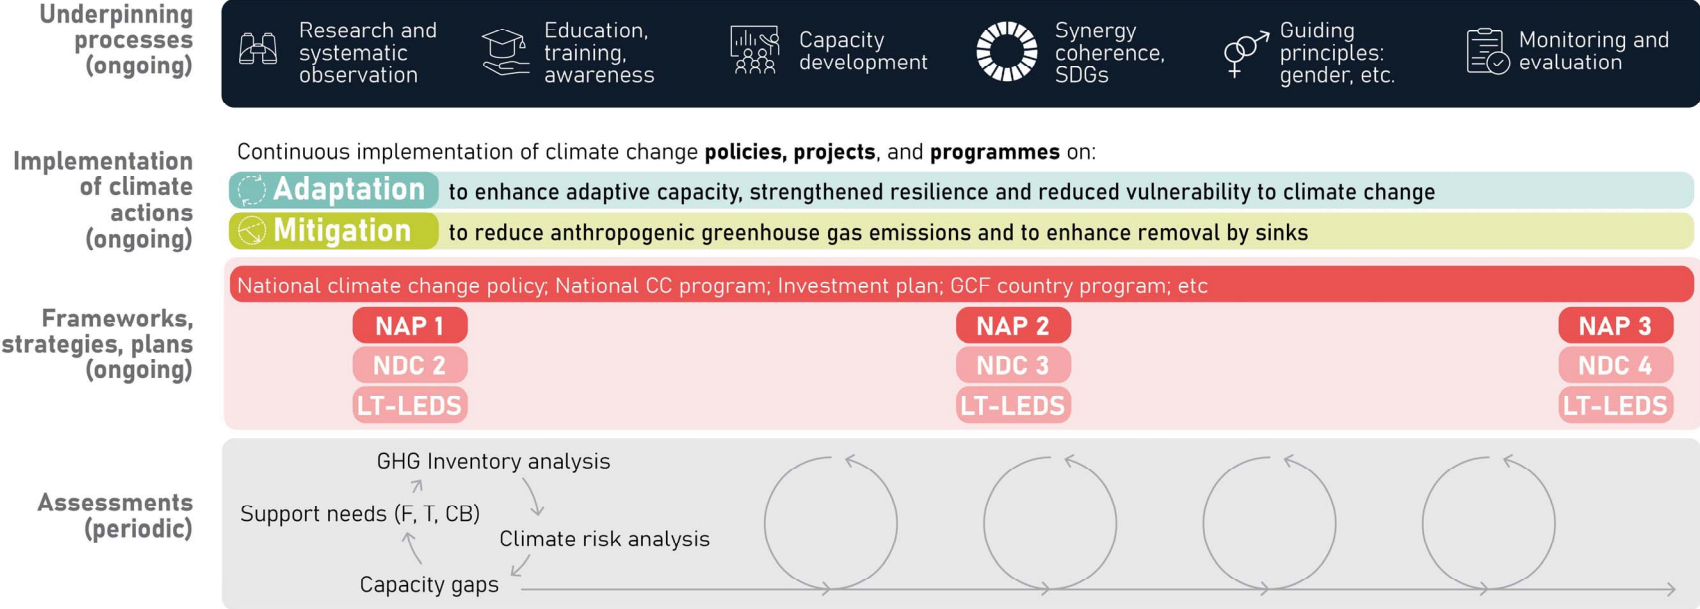 Underpinning
processes
(ongoing)
Research and
systematic
observation
Education,
training,
awareness
Capacity
development
Synergy
coherence,
SDGs
Guiding
principles:
gender, etc.
Monitoring and
evaluation
Implementation
of climate
actions
(ongoing)
Continuous implementation of climate change policies, projects, and programmes on:
Adaptation to enhance adaptive capacity, strengthened resilience and reduced vulnerability to climate change
Mitigation to reduce anthropogenic greenhouse gas emissions and to enhance removal by sinks
Frameworks,
strategies, plans
(ongoing)
National climate change policy; National CC program; Investment plan; GCF country program; etc
NAP 1
NDC 2
LT-LEDS
NAP 2
NDC 3
LT-LEDS
NAP 3
NDC 4
LT-LEDS
Assessments
(periodic)
GHG Inventory analysis
Support needs (F, T, CB)
Climate risk analysis
Capacity gaps